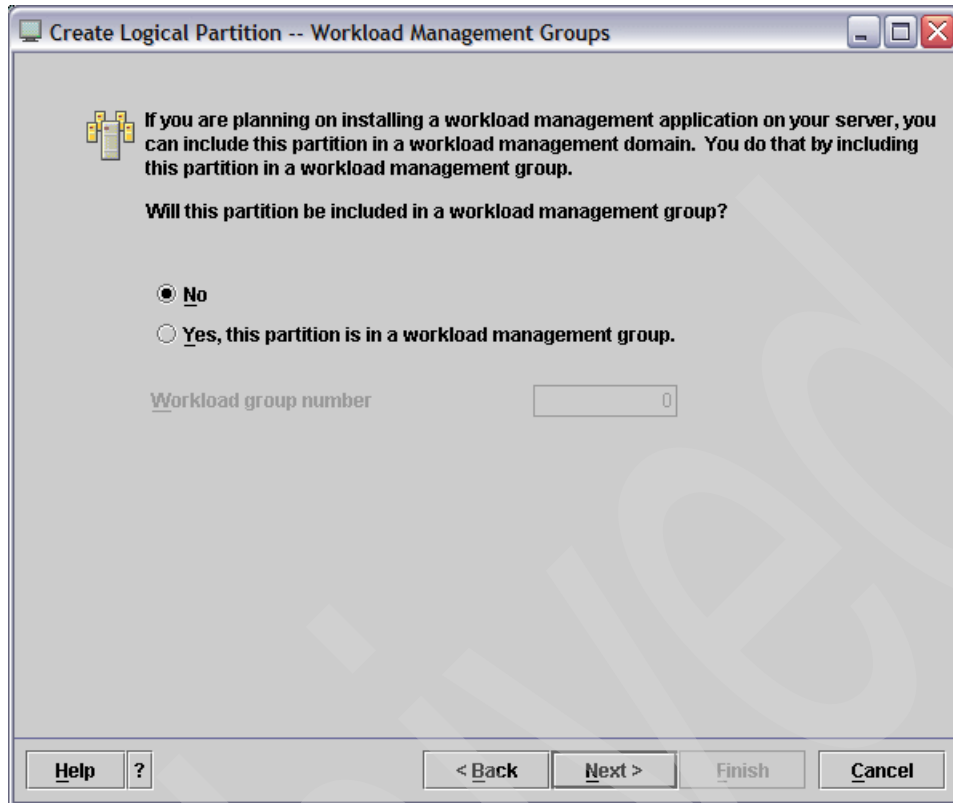 Create Logical Partition -- Workload Management Groups
If you are planning on installing a workload management application on your server, you
can include this partition in a workload management domain.  You do that by including
this partition in a workload management group.
Will this partition be included in a workload management group?
No
Yes, this partition is in a workload management group.
Workload group number 0
Help ? < Back Next > Finish Cancel